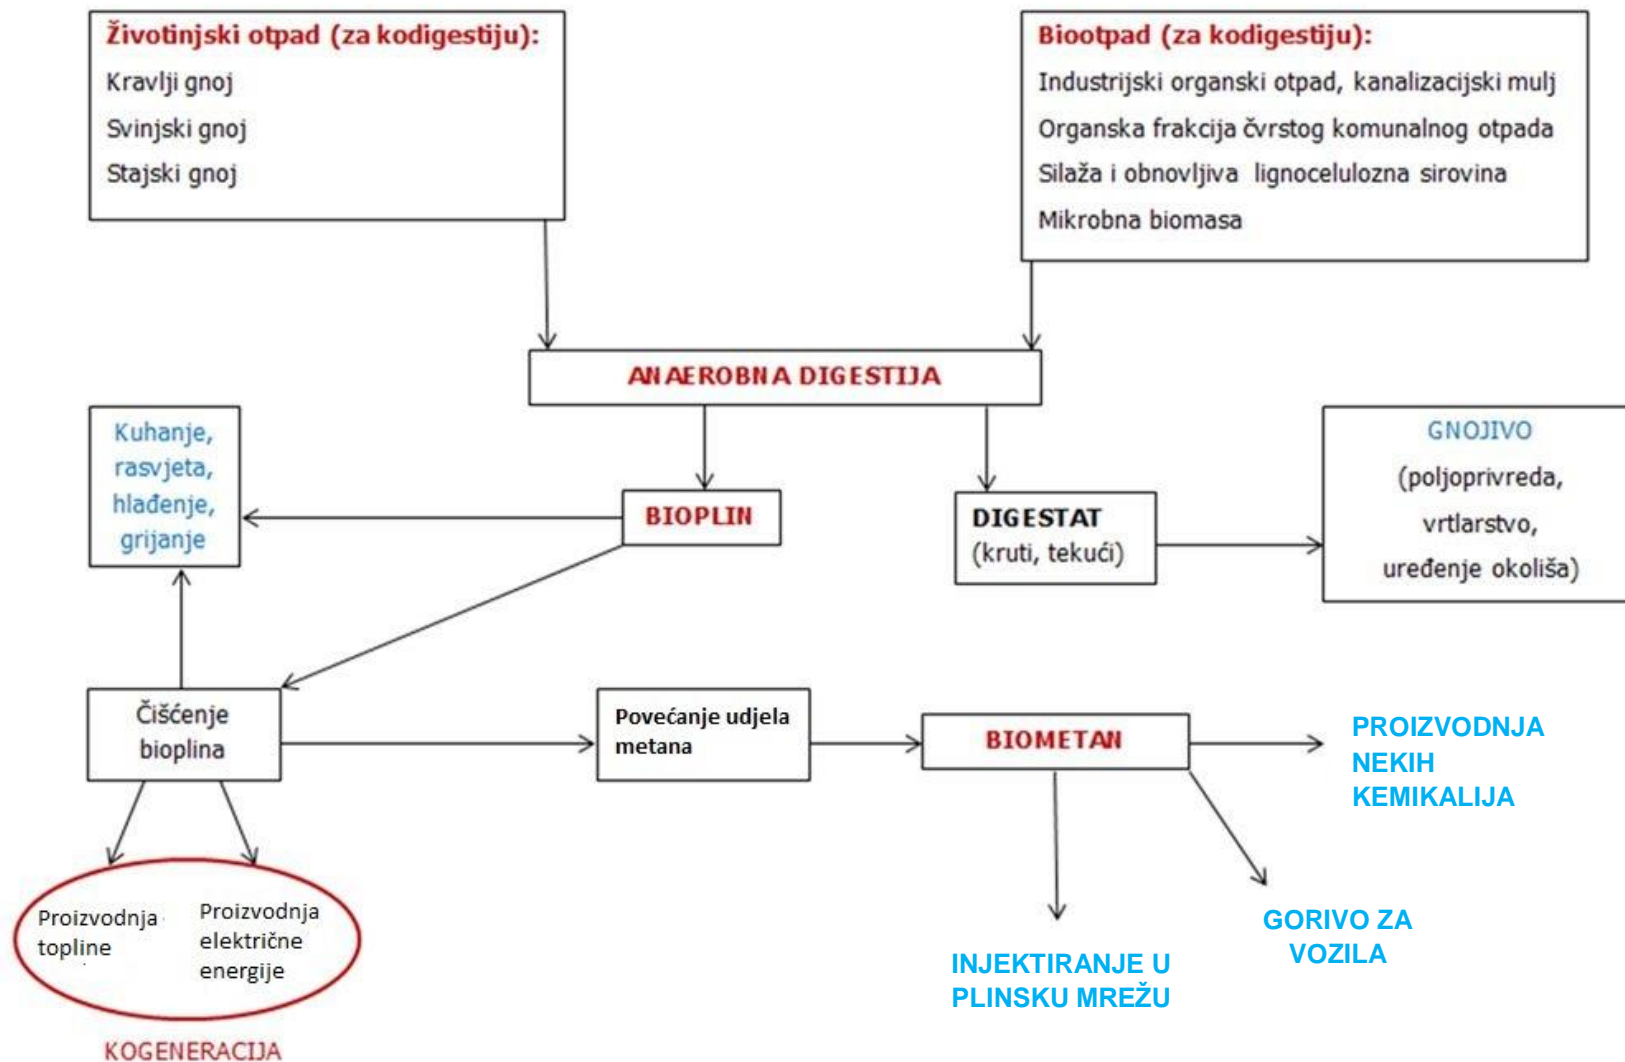 Životinjski otpad (za kodigestiju):
Kravlji gnoj
Svinjski gnoj
Stajski gnoj
Biootpad (za kodigestiju):
Industrijski organski otpad, kanalizacijski mulj
Organska frakcija čvrstog komunalnog otpada
Silaža i obnovljiva lignocelulozna sirovina
Mikrobna biomasa
ANAEROBNA DIGESTIJA
Kuhanje,
rasvjeta,
hlađenje,
grijanje
BIOPLIN
DIGESTAT
(kruti, tekući)
GNOJIVO
(poljoprivreda,
vrtlarstvo,
uređenje okoliša)
Čišćenje
bioplina
Povećanje udjela
metana
BIOMETAN
PROIZVODNJA
NEKIH
KEMIKALIJA
Proizvodnja
topline
Proizvodnja
električne
energije
INJEKTIRANJE U
PLINSKU MREŽU
GORIVO ZA
VOZILA
KOGENERACIJA